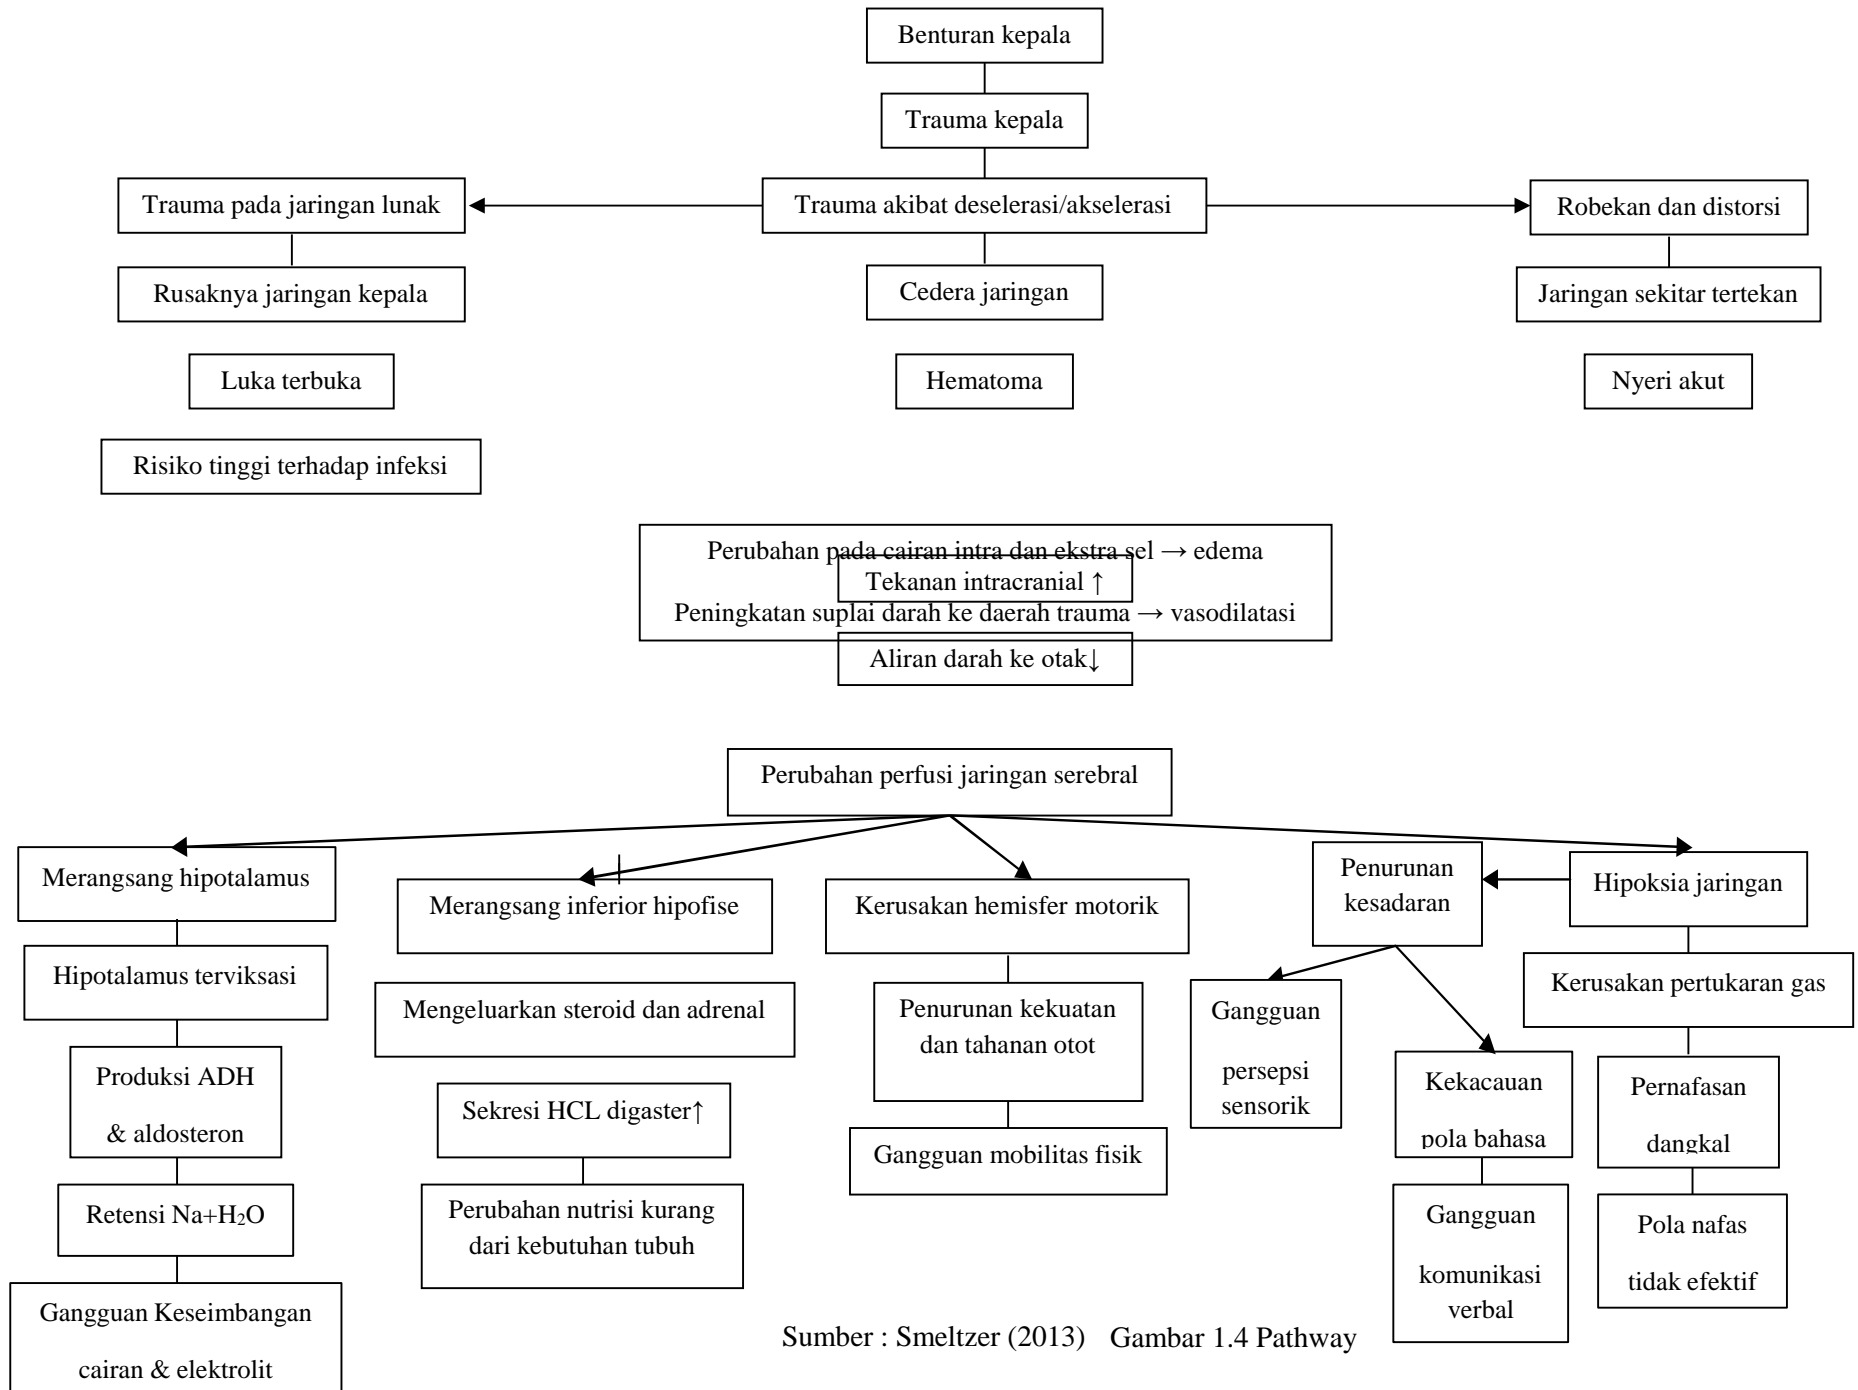 Benturan kepala
Trauma kepala
Trauma pada jaringan lunak
Trauma akibat deselerasi/akselerasi
Robekan dan distorsi
Rusaknya jaringan kepala
Cedera jaringan
Jaringan sekitar tertekan
Luka terbuka
Hematoma
Nyeri akut
Risiko tinggi terhadap infeksi
Perubahan pada cairan intra dan ekstra sel → edema
Tekanan intracranial ↑
Peningkatan suplai darah ke daerah trauma → vasodilatasi
Aliran darah ke otak↓
Perubahan perfusi jaringan serebral
Merangsang hipotalamus
Hipotalamus terviksasi
Produksi ADH
& aldosteron
Retensi Na+H₂O
Gangguan Keseimbangan
cairan & elektrolit
Merangsang inferior hipofise
Mengeluarkan steroid dan adrenal
Sekresi HCL digaster↑
Perubahan nutrisi kurang
dari kebutuhan tubuh
Kerusakan hemisfer motorik
Penurunan kekuatan
dan tahanan otot
Gangguan mobilitas fisik
Penurunan
kesadaran
Gangguan
persepsi
sensorik
Kekacauan
pola bahasa
Gangguan
komunikasi
verbal
Hipoksia jaringan
Kerusakan pertukaran gas
Pernafasan
dangkal
Pola nafas
tidak efektif
Sumber : Smeltzer (2013) Gambar 1.4 Pathway